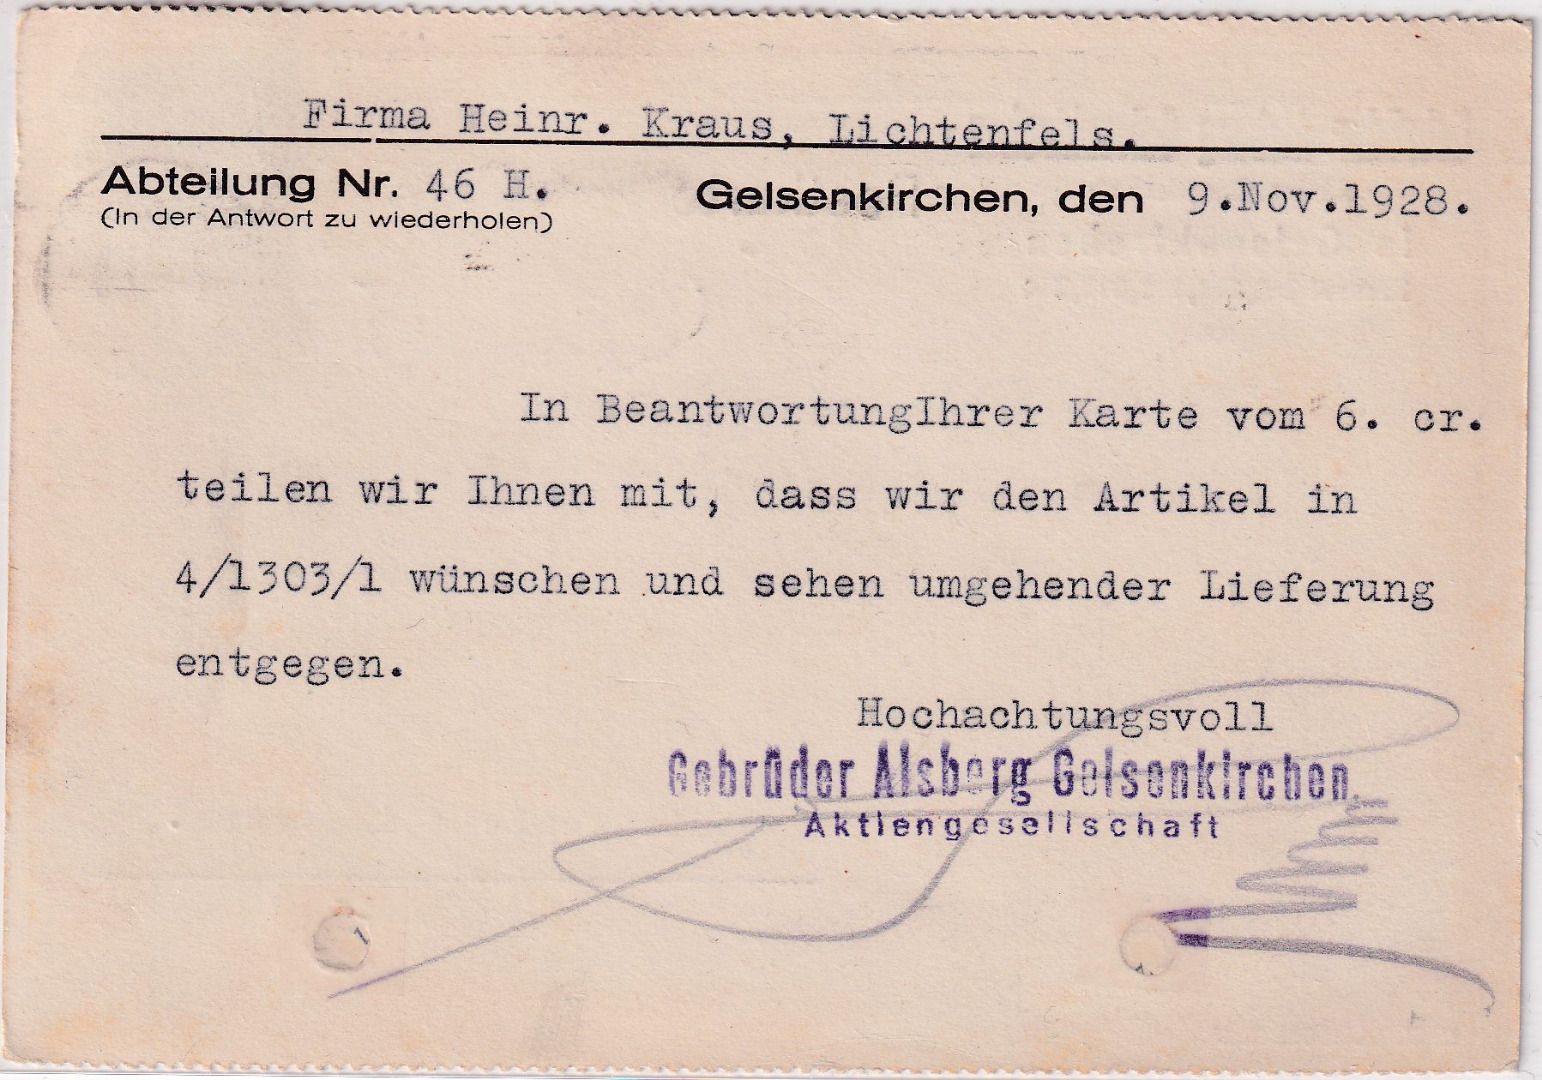 Firma Heinr. Kraus, Lichtenfels.
Abteilung Nr. 46 H.
(In der Antwort zu wiederholen)
Gelsenkirchen, den 9.Nov.1928.
In BeantwortungIhrer Karte vom 6. cr.
teilen wir Ihnen mit, dass wir den Artikel in
4/1303/1 wünschen und sehen umgehender Lieferung
entgegen.
Hochachtungsvoll
Gebrüder Alsberg Gelsenkirchen
Aktiengesellschaft